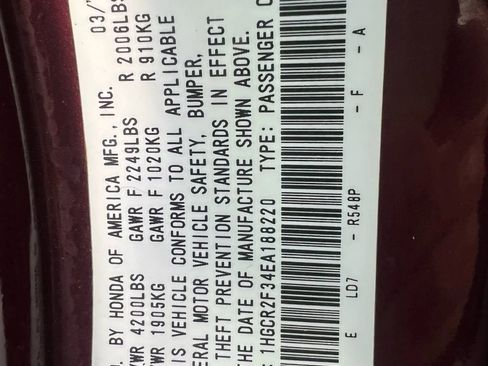 . BY HONDA OF AMERICA MFG., INC. 03/
WR 4200LBS GAWR F 2249LBS R 2006LBS
WR 1905KG GAWR F 1020KG R 910KG
IS VEHICLE CONFORMS TO ALL APPLICABLE
ERAL MOTOR VEHICLE SAFETY, BUMPER,
THEFT PREVENTION STANDARDS IN EFFECT
THE DATE OF MANUFACTURE SHOWN ABOVE.
: 1HGCR2F34EA188220 TYPE: PASSENGER C
E LD7 -R548P -F -A